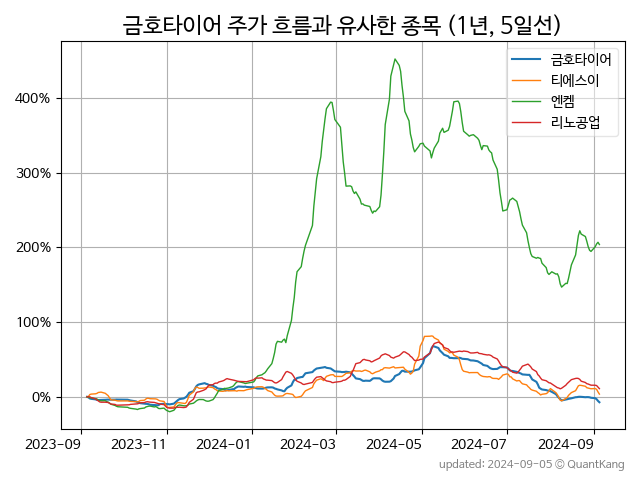 금호타이어 주가 흐름과 유사한 종목 (1년, 5일선)
금호타이어
티에스이
엔켐
리노공업
400%
300%
200%
100%
0%
2023-09 2023-11 2024-01 2024-03 2024-05 2024-07 2024-09
updated: 2024-09-05 © QuantKang